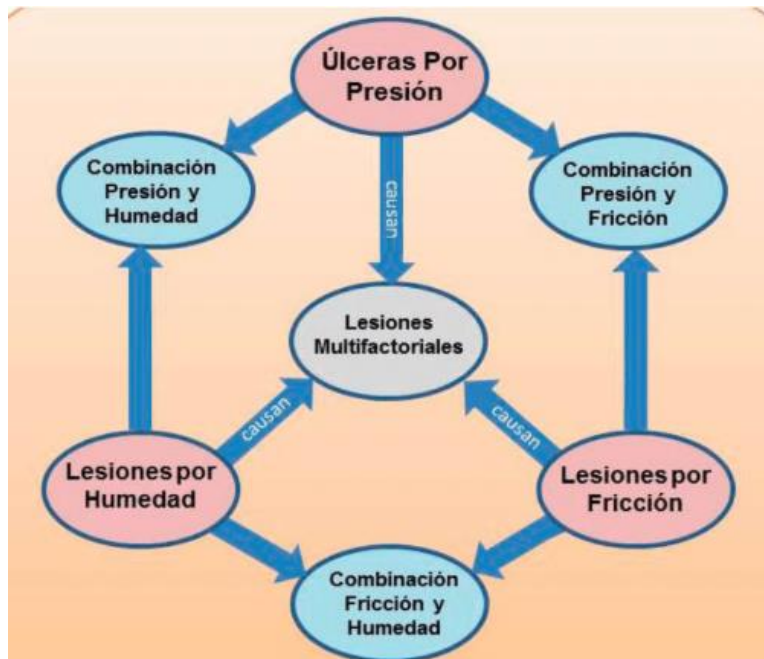 Úlceras Por
Presión
Combinación
Presión y
Humedad
Combinación
Presión y
Fricción
causan
Lesiones
Multifactoriales
causan
causan
Lesiones por
Humedad
Lesiones por
Fricción
Combinación
Fricción y
Humedad